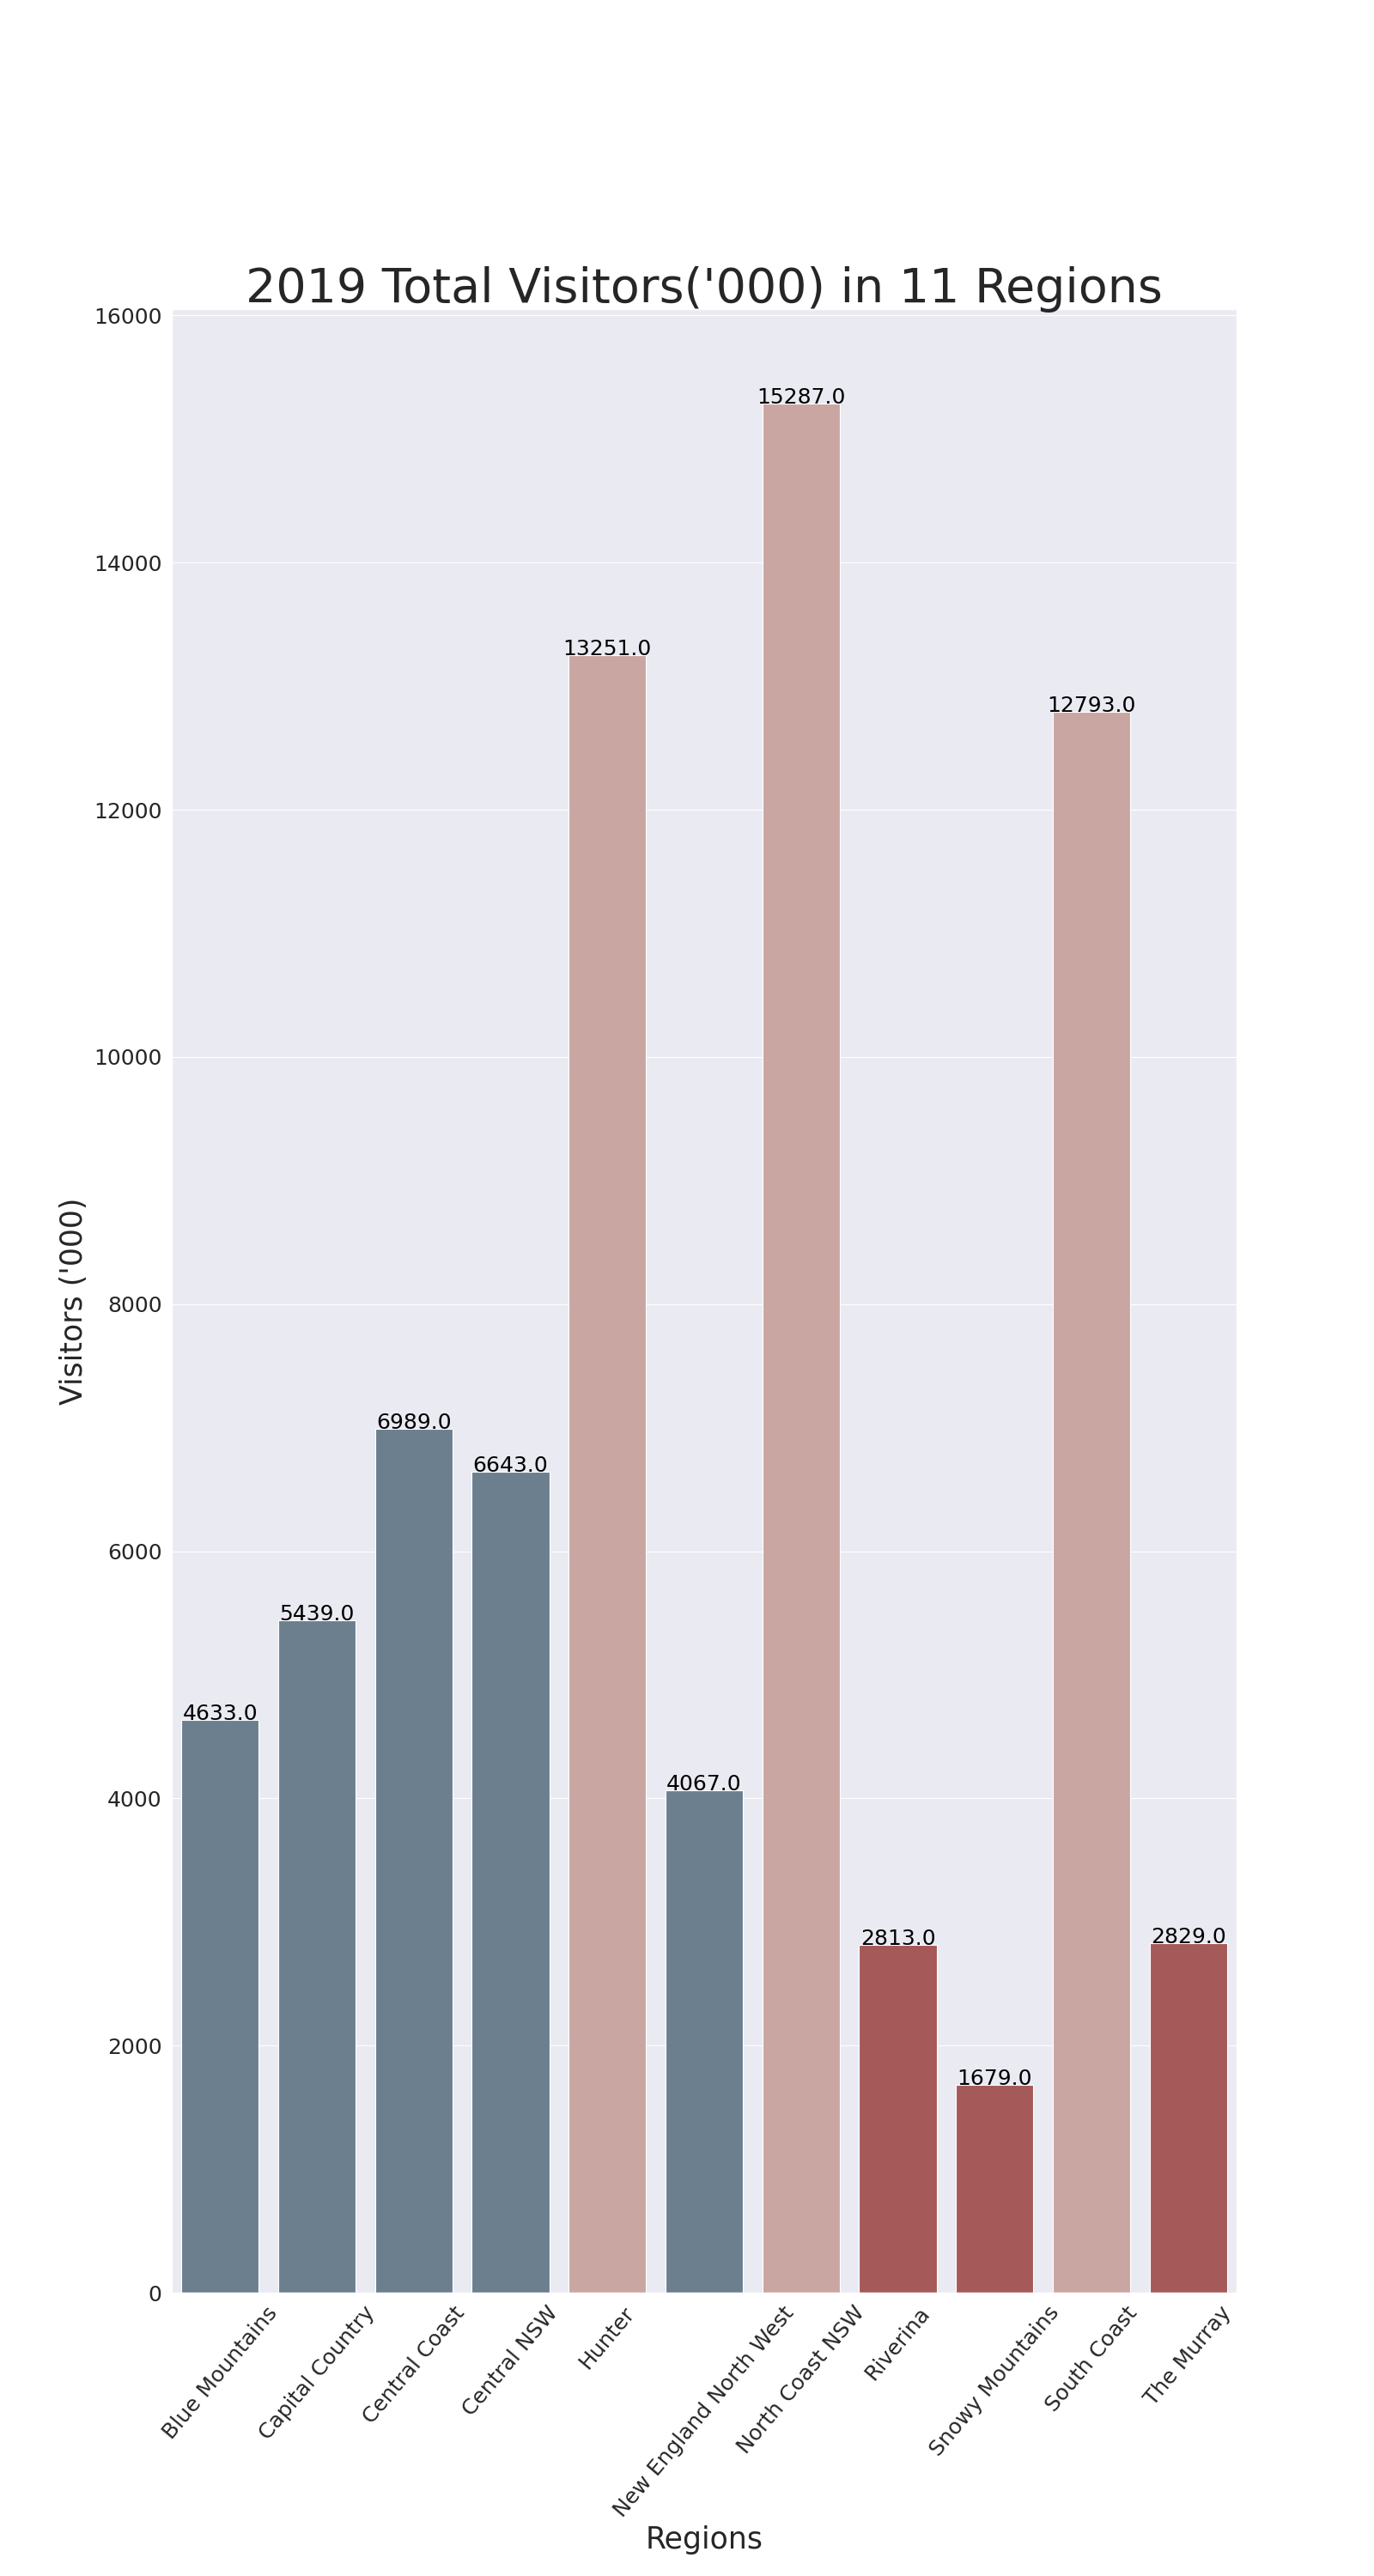 2019 Total Visitors('000) in 11 Regions
16000
14000
12000
10000
8000
6000
4000
2000
0
Visitors ('000)
4633.0
5439.0
6989.0
6643.0
13251.0
4067.0
15287.0
2813.0
1679.0
12793.0
2829.0
Blue Mountains
Capital Country
Central Coast
Central NSW
Hunter
New England North West
North Coast NSW
Riverina
Snowy Mountains
South Coast
The Murray
Regions